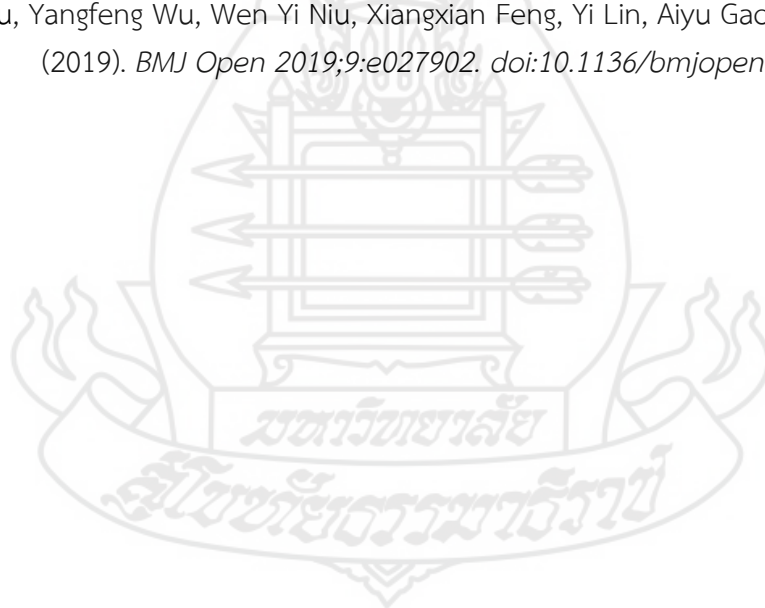 u, Yangfeng Wu, Wen Yi Niu, Xiangxian Feng, Yi Lin, Aiyu Gao
(2019). BMJ Open 2019;9:e027902. doi:10.1136/bmjopen
มหาวิทยาลัย
สุโขทัยธรรมาธิราช